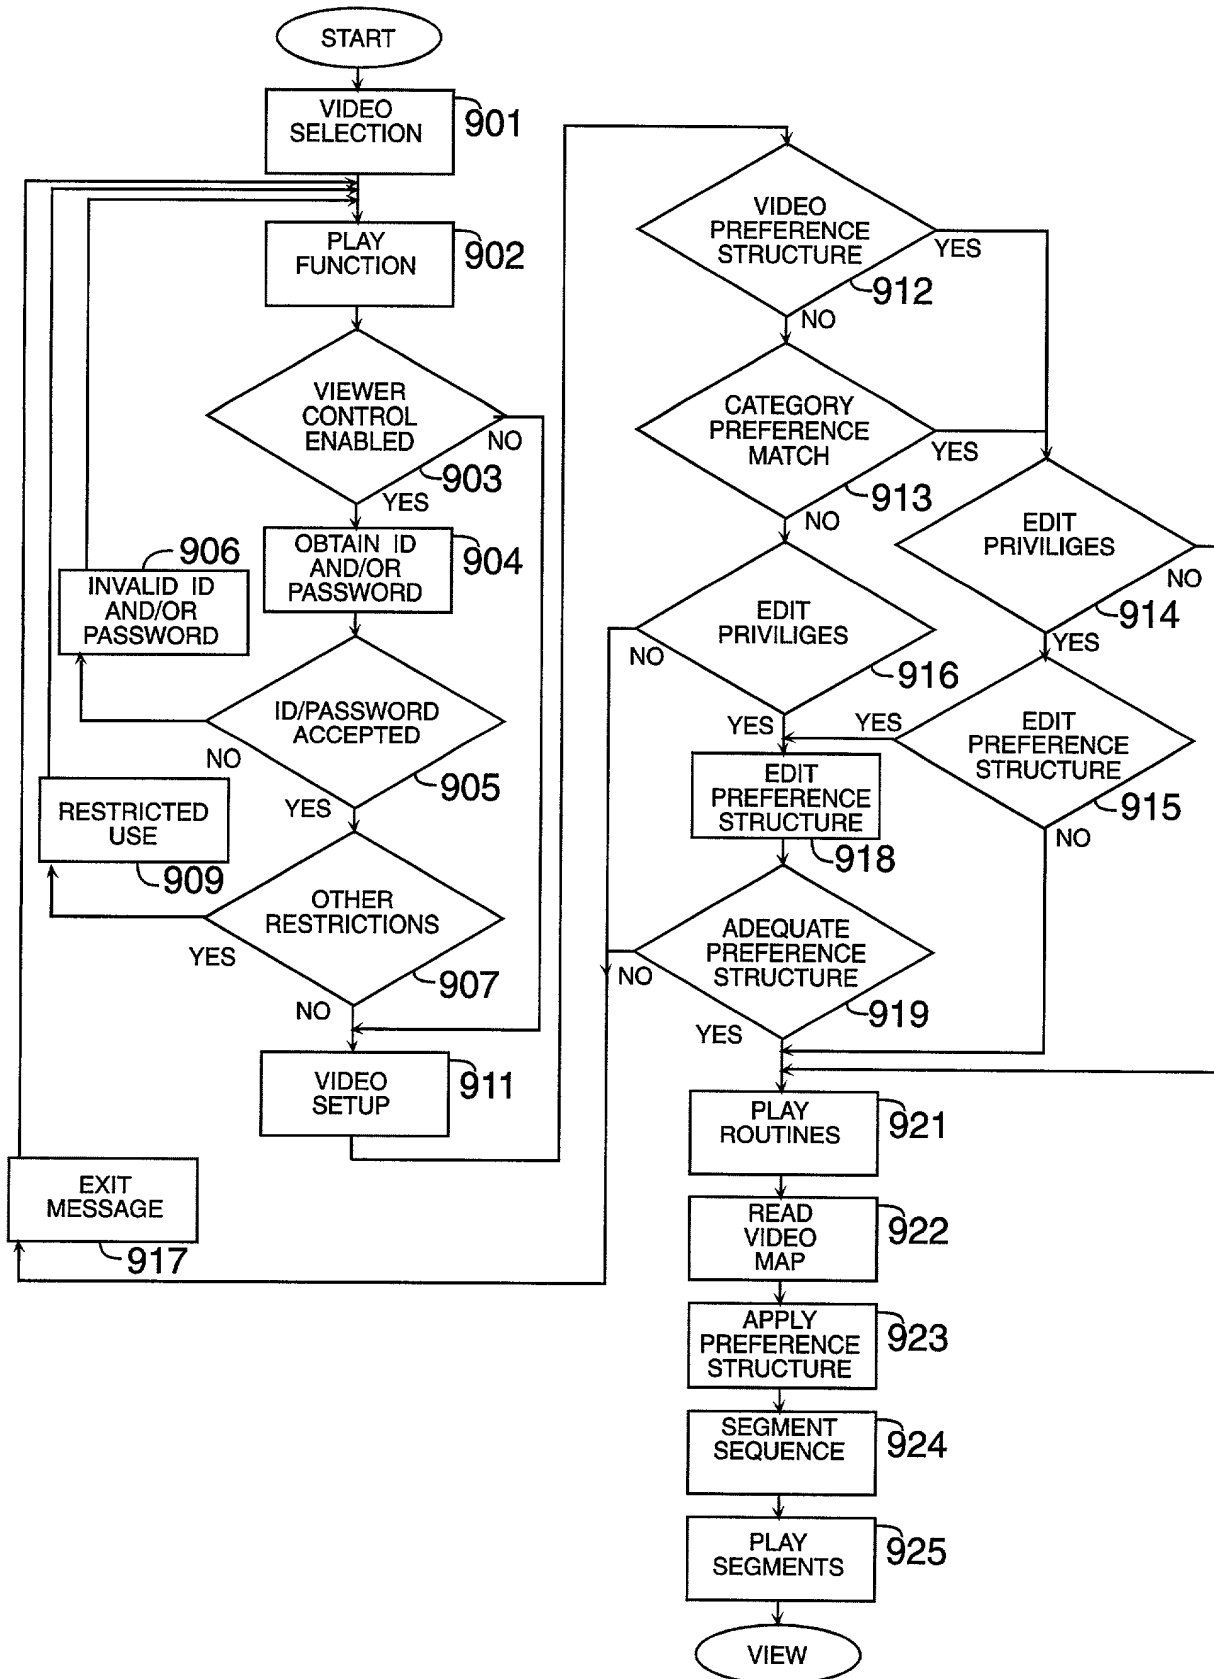 START
VIDEO
SELECTION
901
PLAY
FUNCTION
902
VIEWER
CONTROL
ENABLED
NO
903
YES
OBTAIN ID
AND/OR
PASSWORD
904
906
INVALID ID
AND/OR
PASSWORD
ID/PASSWORD
ACCEPTED
NO
905
YES
RESTRICTED
USE
909
OTHER
RESTRICTIONS
YES
907
NO
VIDEO
SETUP
911
EXIT
MESSAGE
917
VIDEO
PREFERENCE
STRUCTURE
YES
912
NO
CATEGORY
PREFERENCE
MATCH
YES
913
NO
EDIT
PRIVILIGES
NO
914
YES
EDIT
PRIVILIGES
NO
916
YES
YES
EDIT
PREFERENCE
STRUCTURE
915
NO
EDIT
PREFERENCE
STRUCTURE
918
ADEQUATE
PREFERENCE
STRUCTURE
NO
919
YES
PLAY
ROUTINES
921
READ
VIDEO
MAP
922
APPLY
PREFERENCE
STRUCTURE
923
SEGMENT
SEQUENCE
924
PLAY
SEGMENTS
925
VIEW